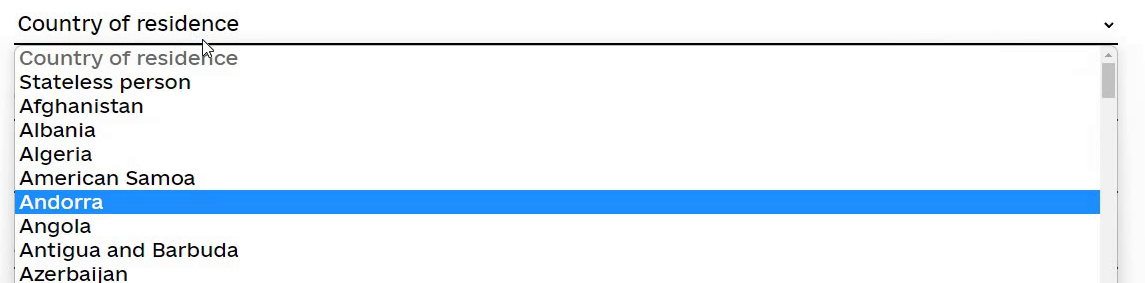 Country of residence
Country of residence
Stateless person
Afghanistan
Albania
Algeria
American Samoa
Andorra
Angola
Antigua and Barbuda
Azerbaijan